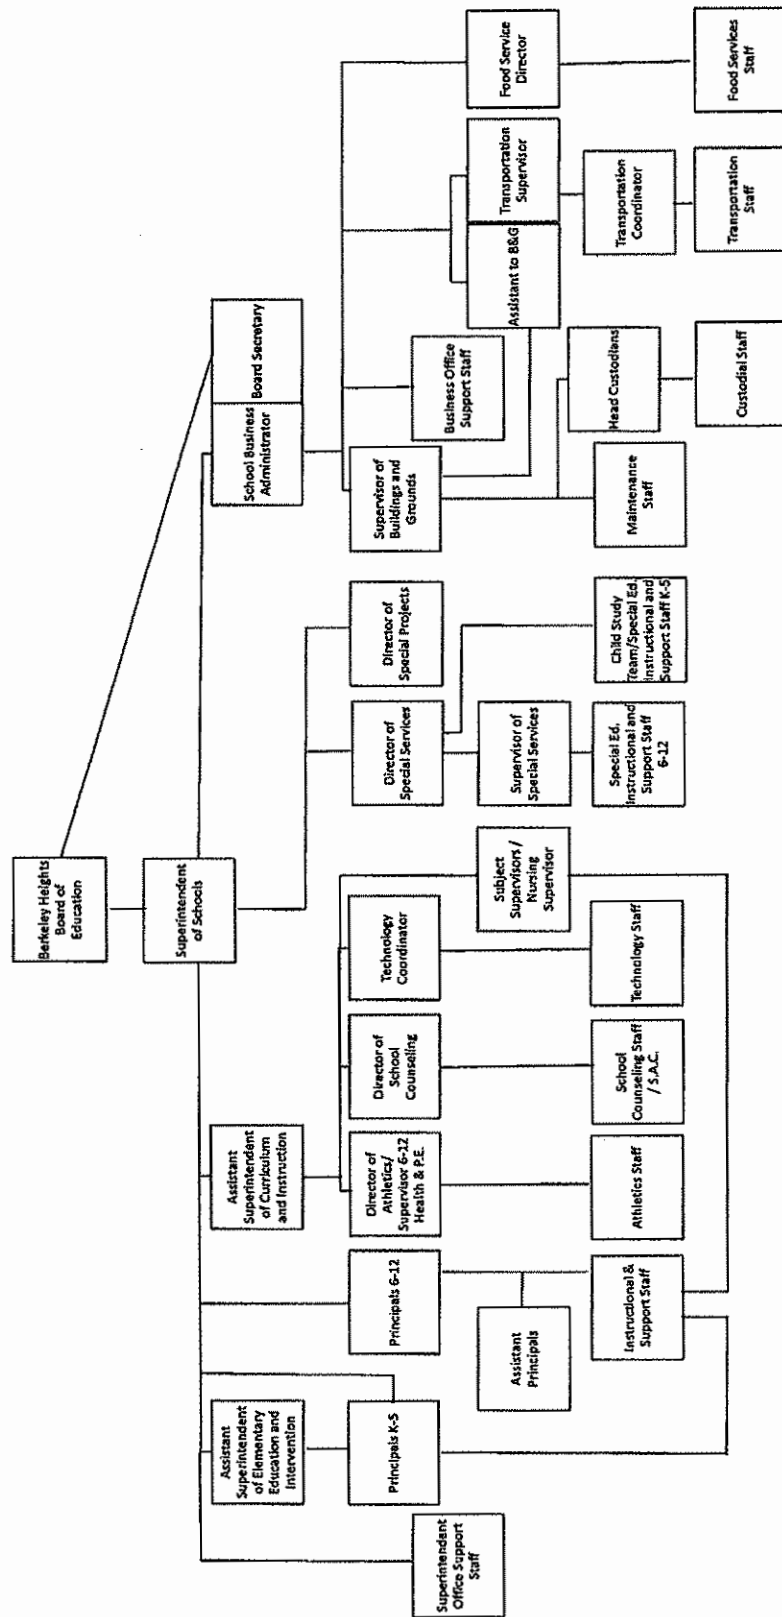 Berkeley Heights
Board of
Education
Superintendent
of Schools
Assistant
Superintendent
of Elementary
Education and
Intervention
Assistant
Superintendent
of Curriculum
and Instruction
School Business
Administrator
Board Secretary
Superintendent
Office Support
Staff
Principals K-5
Principals 6-12
Director of
Athletics/
Supervisor 6-12
Health & P.E.
Director of
School
Counseling
Technology
Coordinator
Director of
Special Services
Director of
Special Projects
Supervisor of
Buildings and
Grounds
Business Office
Support Staff
Assistant
Principals
Subject
Supervisors /
Nursing
Supervisor
Supervisor of
Special Services
Assistant to B&G
Transportation
Supervisor
Food Service
Director
Instructional &
Support Staff
Athletics Staff
School
Counseling Staff
/ S.A.C.
Technology Staff
Special Ed.
Instructional and
Support Staff
6-12
Child Study
Team/Special Ed.
Instructional and
Support Staff K-5
Maintenance
Staff
Head Custodians
Transportation
Coordinator
Custodial Staff
Transportation
Staff
Food Services
Staff